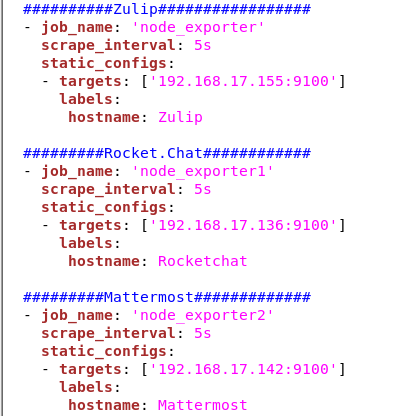 ##########Zulip#################
- job_name: 'node_exporter'
scrape_interval: 5s
static_configs:
- targets: ['192.168.17.155:9100']
labels:
hostname: Zulip
#########Rocket.Chat############
- job_name: 'node_exporter1'
scrape_interval: 5s
static_configs:
- targets: ['192.168.17.136:9100']
labels:
hostname: Rocketchat
#########Mattermost#############
- job_name: 'node_exporter2'
scrape_interval: 5s
static_configs:
- targets: ['192.168.17.142:9100']
labels:
hostname: Mattermost